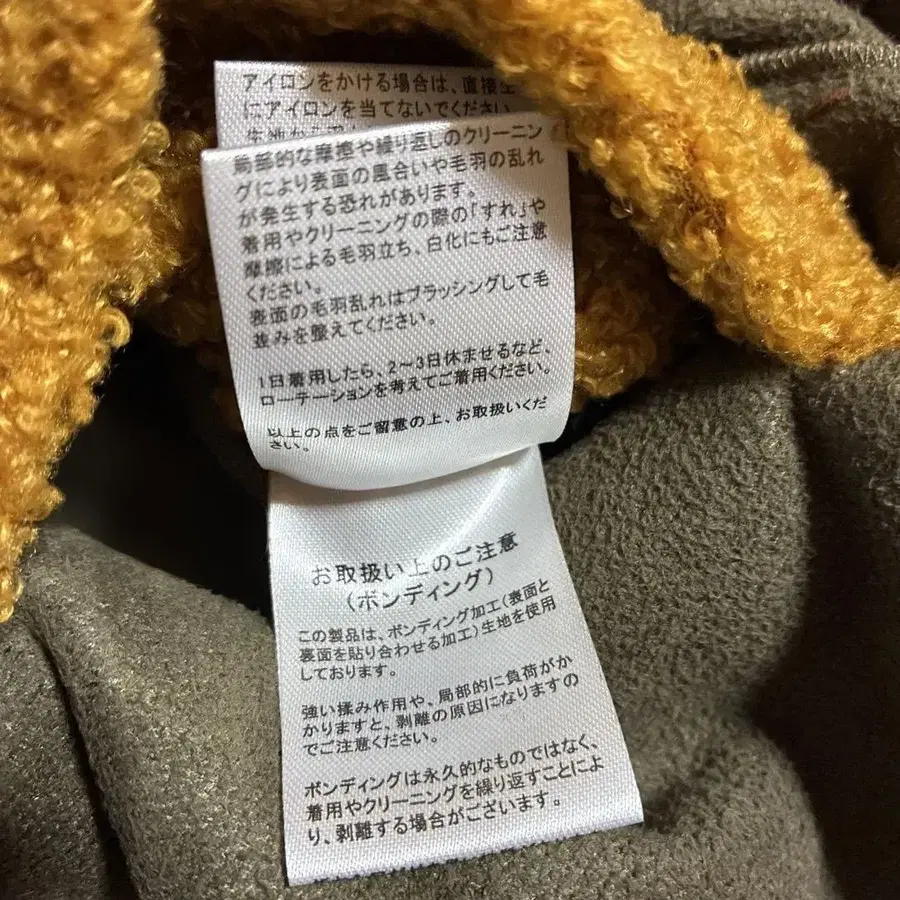 アイロンをかける場合は、直接生
にアイロンを当てないでください。
生地から
局部的な摩擦や繰り返しのクリーニン
グにより表面の風合いや毛羽の乱れ
が発生する恐れがあります。
着用やクリーニングの際の「すれ」や
摩擦による毛羽立ち、白化にもご注意
ください。
表面の毛羽乱れはブラッシングして毛
並みを整えてください。
1日着用したら、2～3日休ませるなど、
ローテーションを考えてご着用ください。
以上の点をご留意の上、お取扱いくだ
さい。
お取扱い上のご注意
（ボンディング）
この製品は、ボンディング加工（表面と
裏面を貼り合わせる加工）生地を使用
しております。
強い揉み作用や、局部的に負荷がか
かりますと、剥離の原因になりますの
でご注意ください。
ボンディングは永久的なものではなく、
着用やクリーニングを繰り返すことによ
り、剥離する場合がございます。